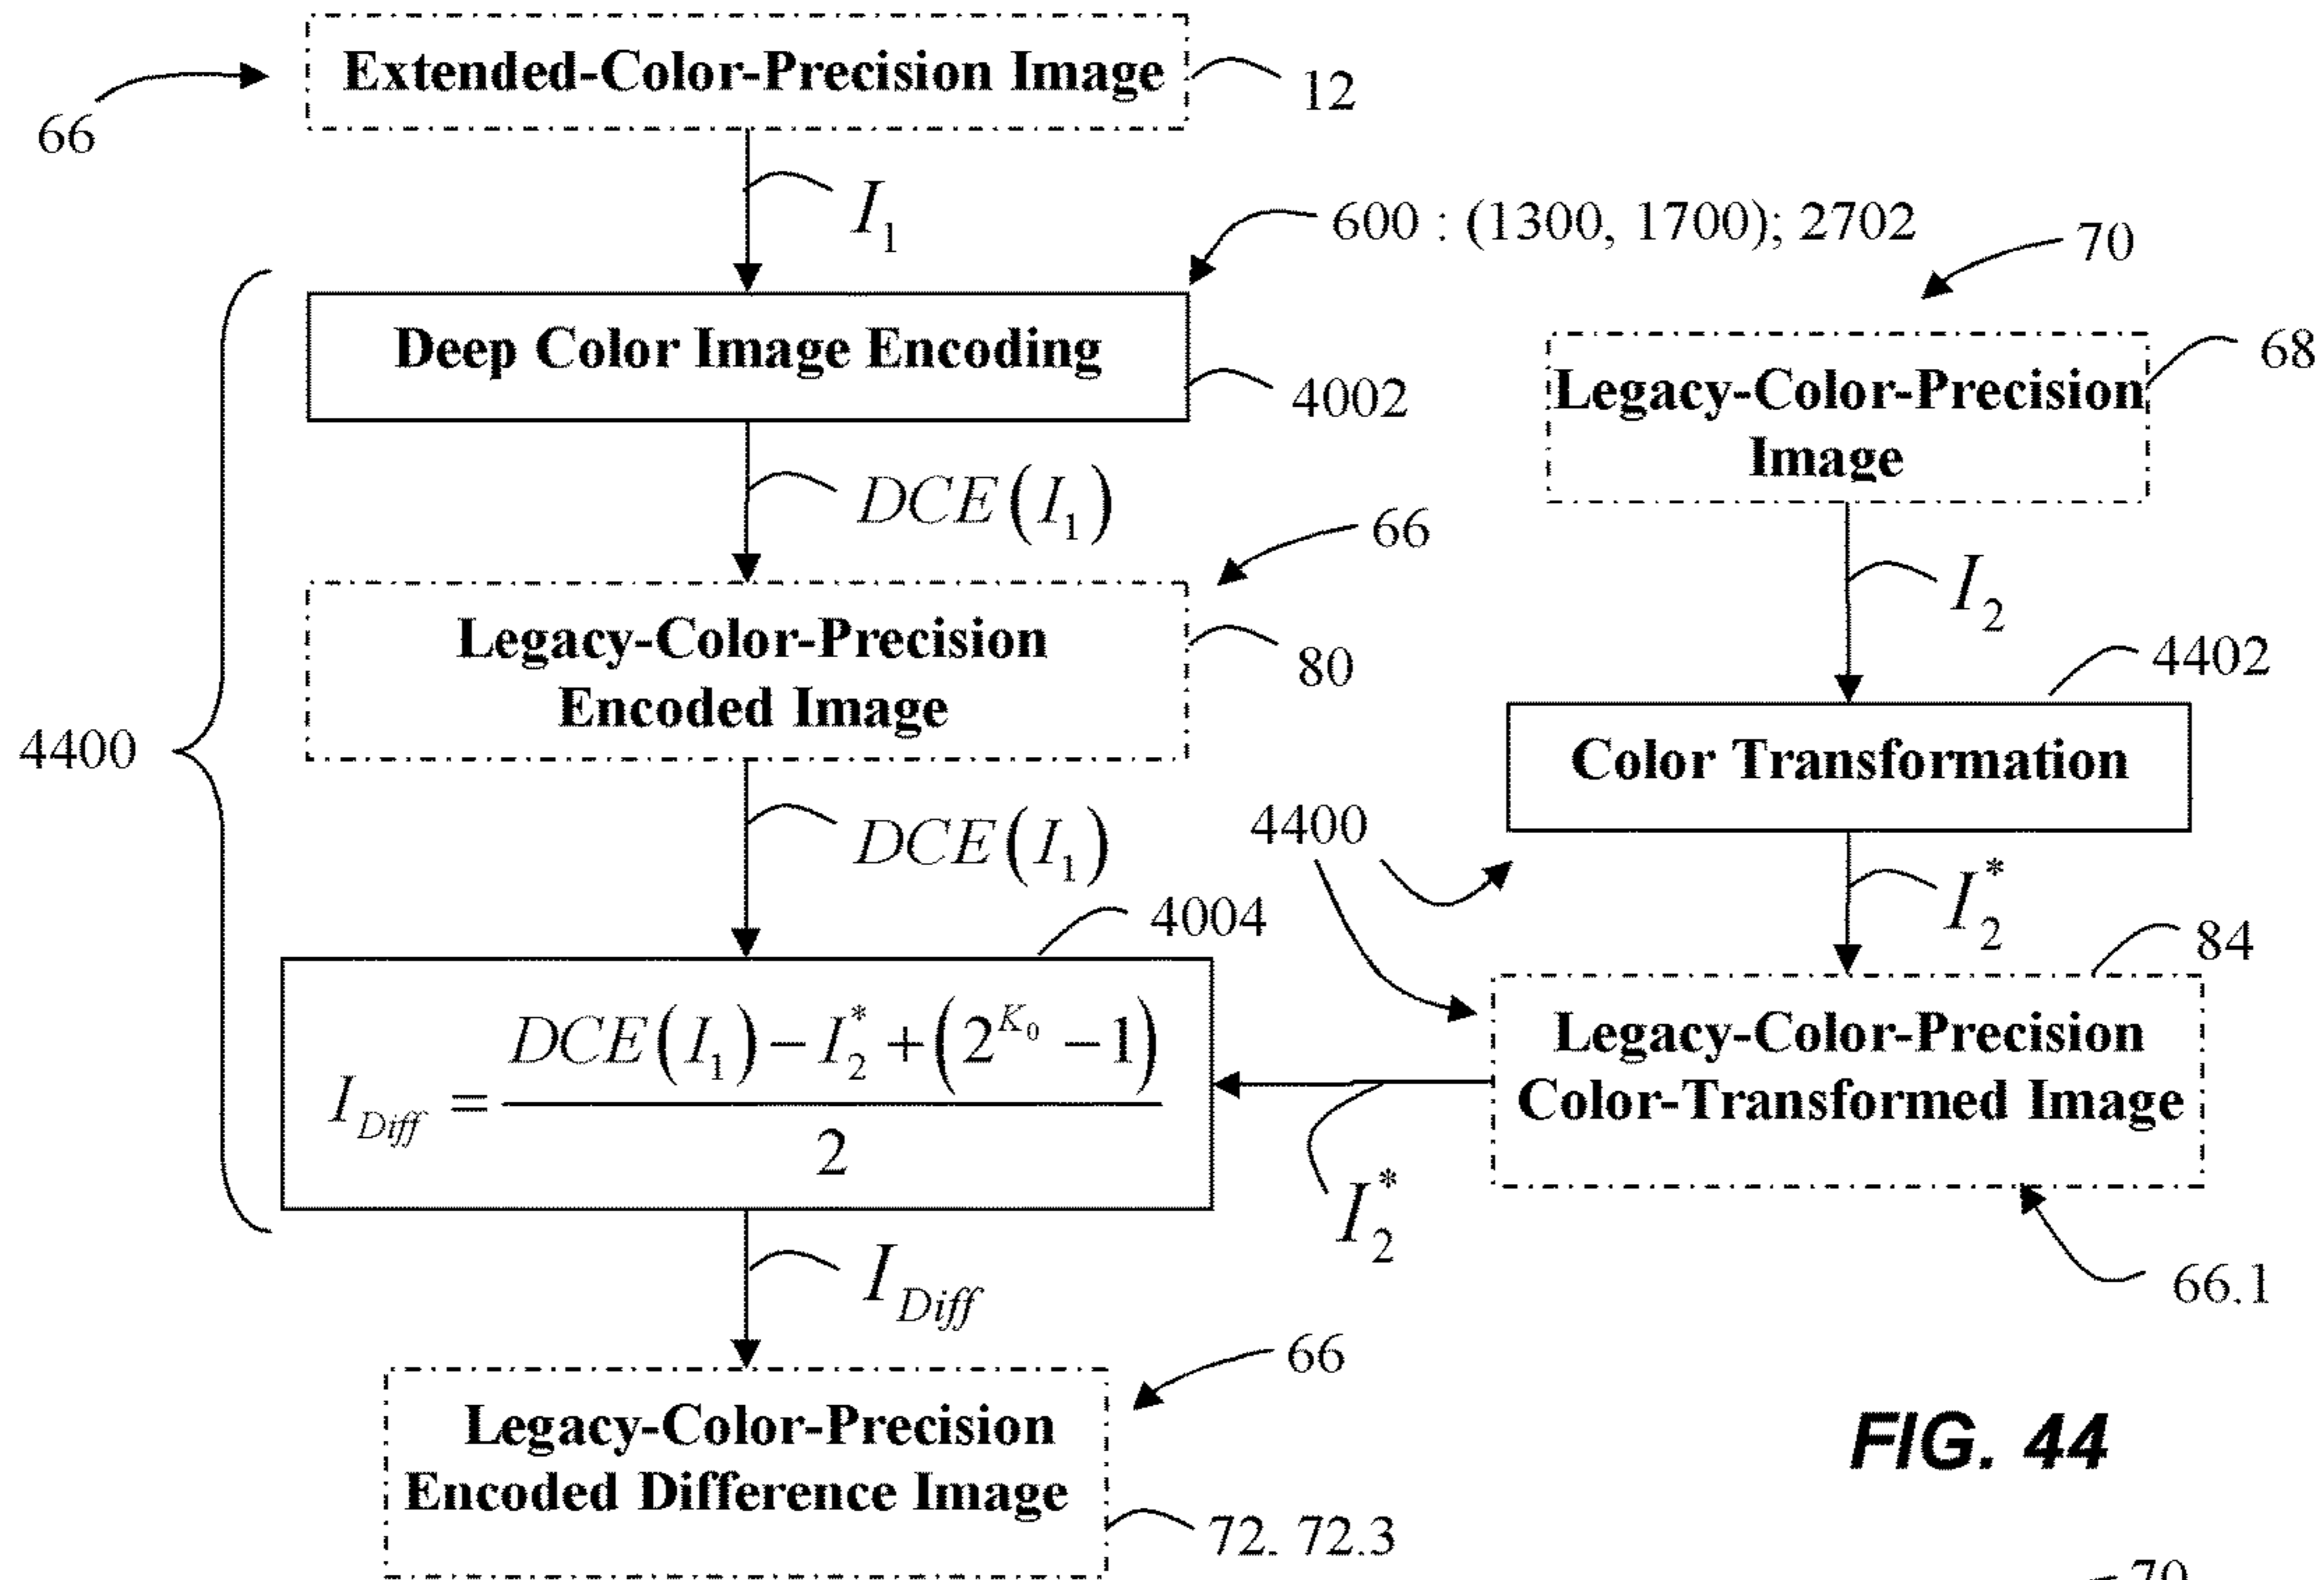 Extended-Color-Precision Image
12
66
I₁
600 : (1300, 1700); 2702
70
Deep Color Image Encoding
4002
68
Legacy-Color-Precision
Image
DCE(I₁)
66
I₂
Legacy-Color-Precision
Encoded Image
80
4402
4400
Color Transformation
DCE(I₁)
4400
I₂*
4004
84
I_Diff = (DCE(I₁) − I₂* + (2^K₀ − 1)) / 2
Legacy-Color-Precision
Color-Transformed Image
I₂*
66.1
I_Diff
66
Legacy-Color-Precision
Encoded Difference Image
72. 72.3
FIG. 44